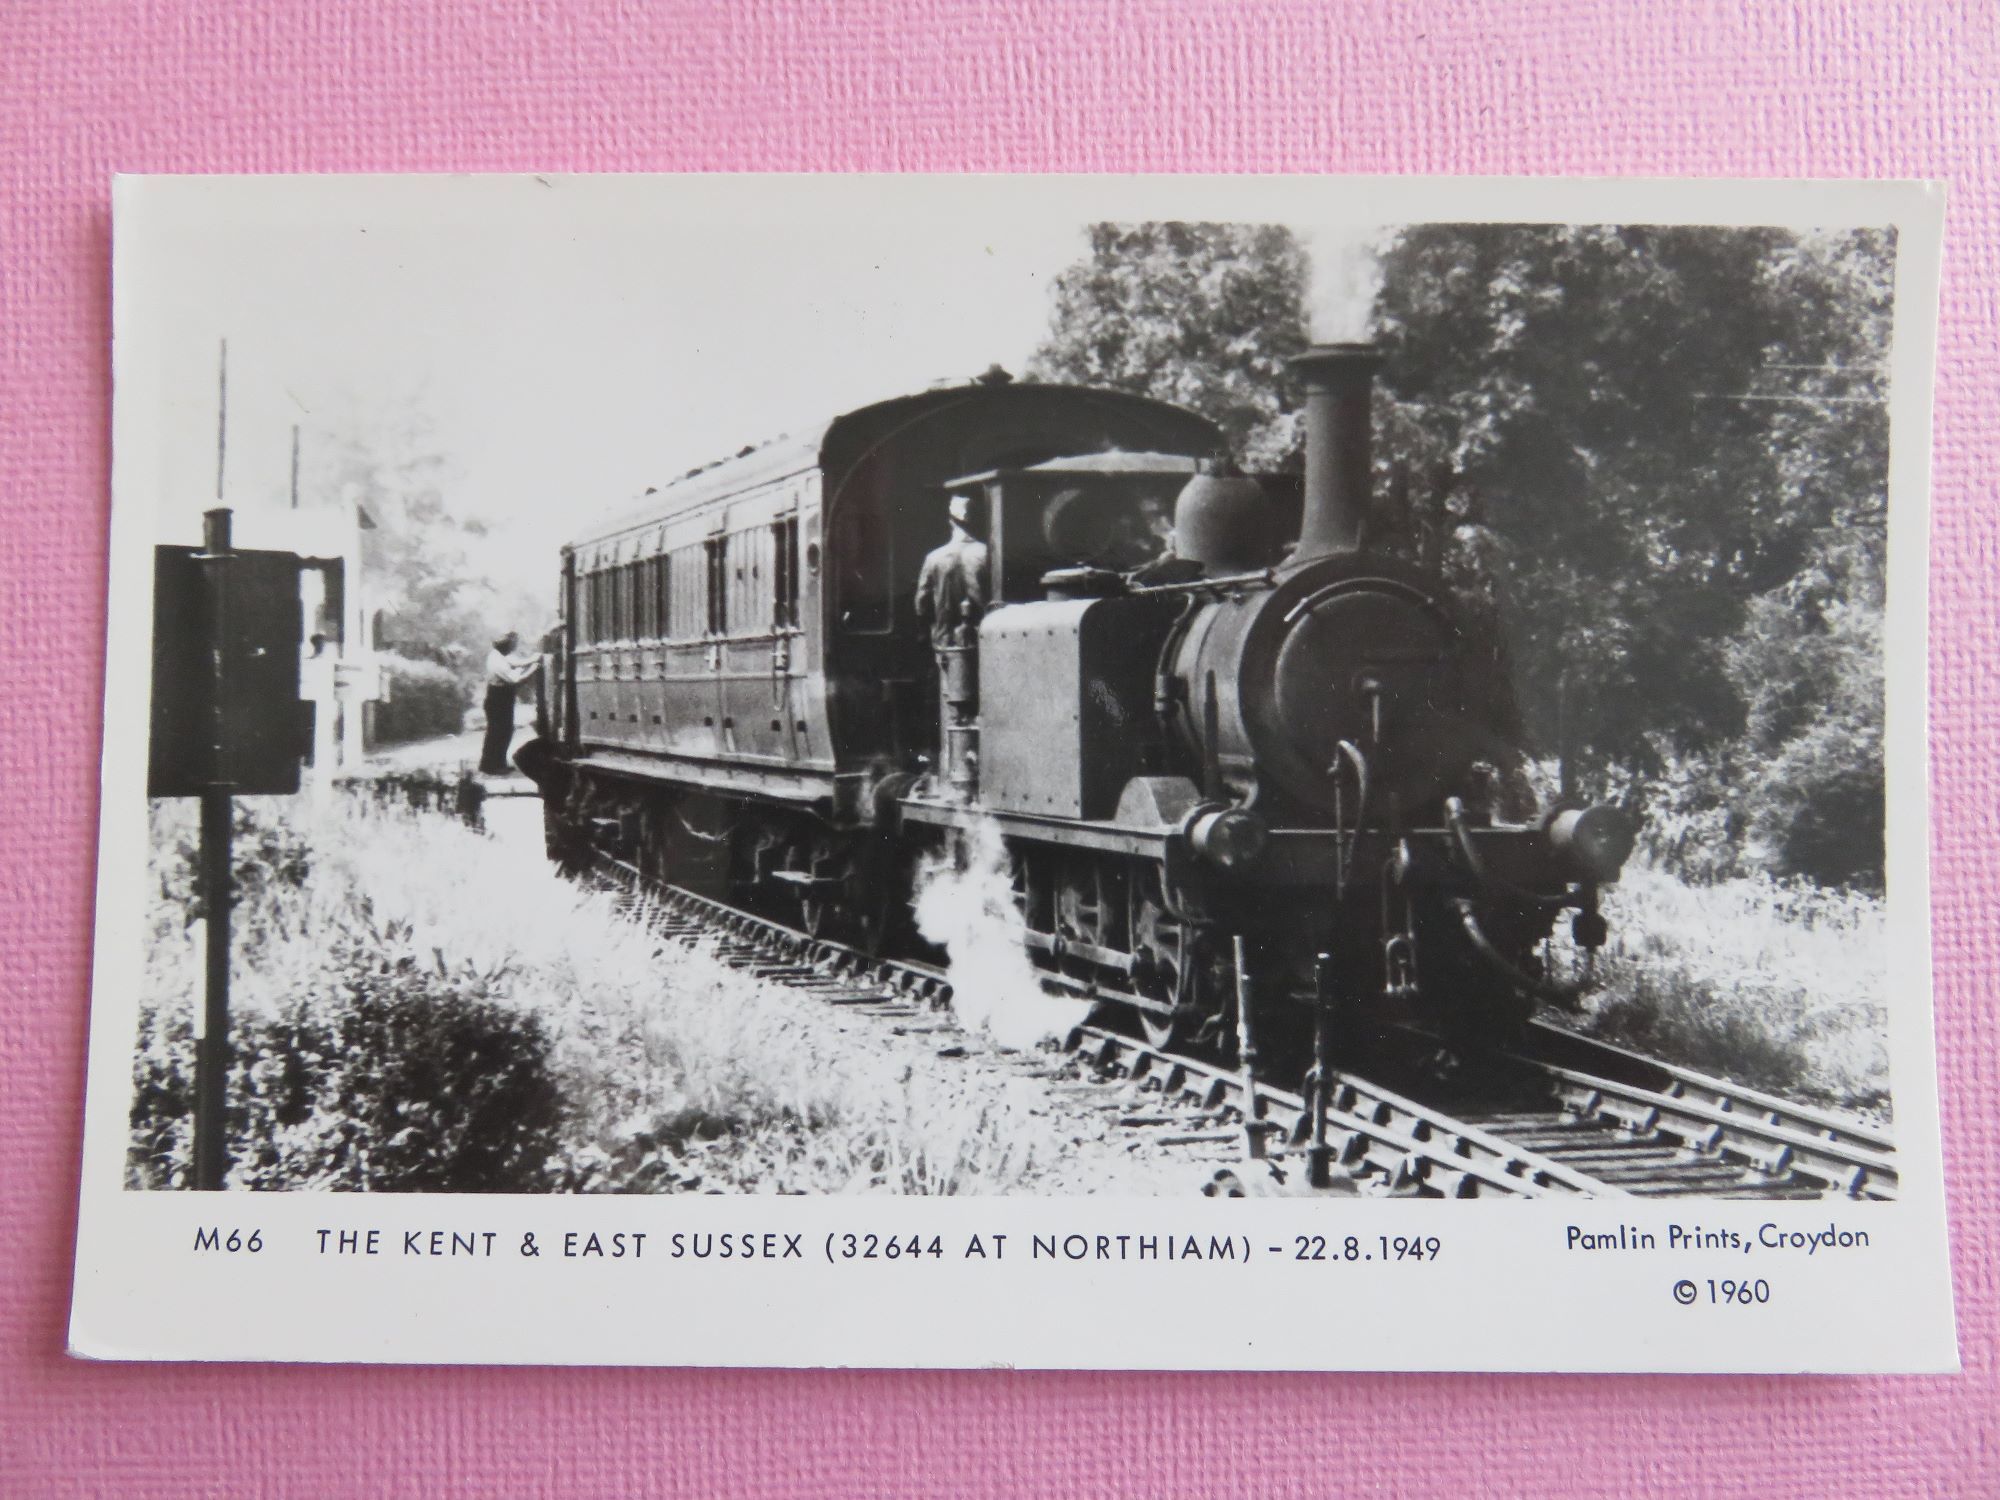 M66 THE KENT & EAST SUSSEX (32644 AT NORTHIAM) - 22.8.1949
Pamlin Prints, Croydon
© 1960